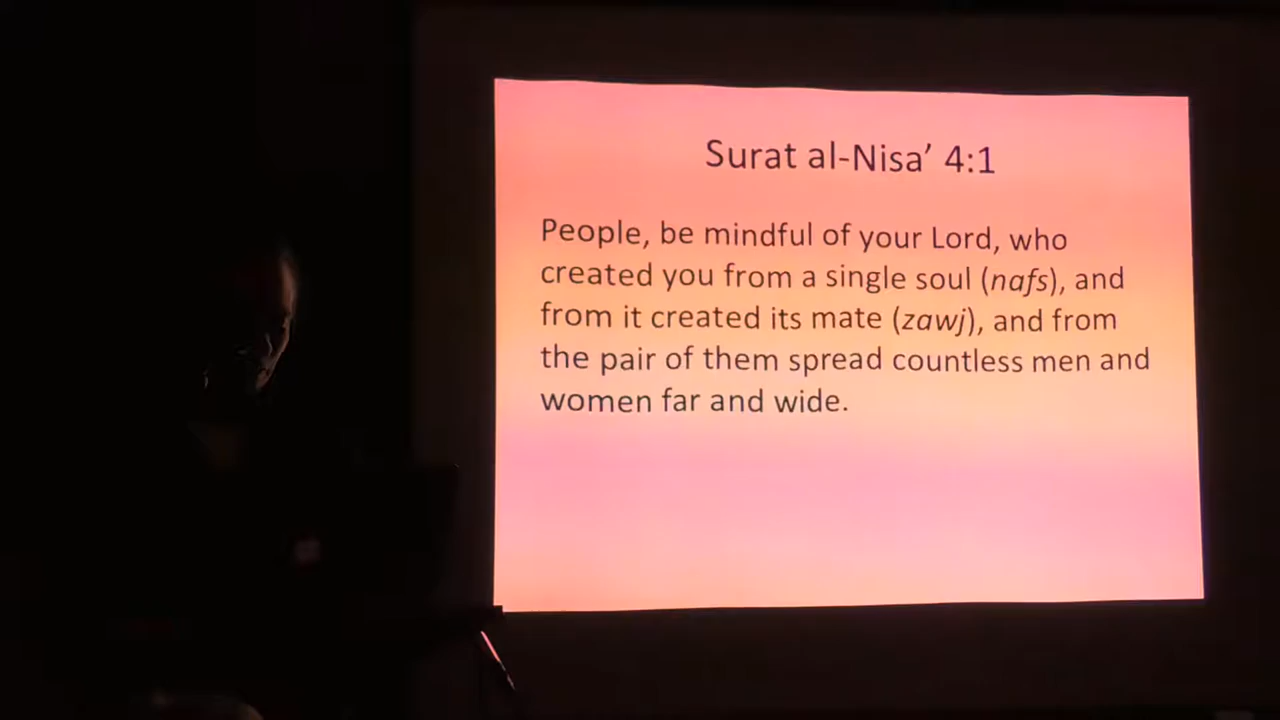 Surat al-Nisa’ 4:1
People, be mindful of your Lord, who
created you from a single soul (nafs), and
from it created its mate (zawj), and from
the pair of them spread countless men and
women far and wide.